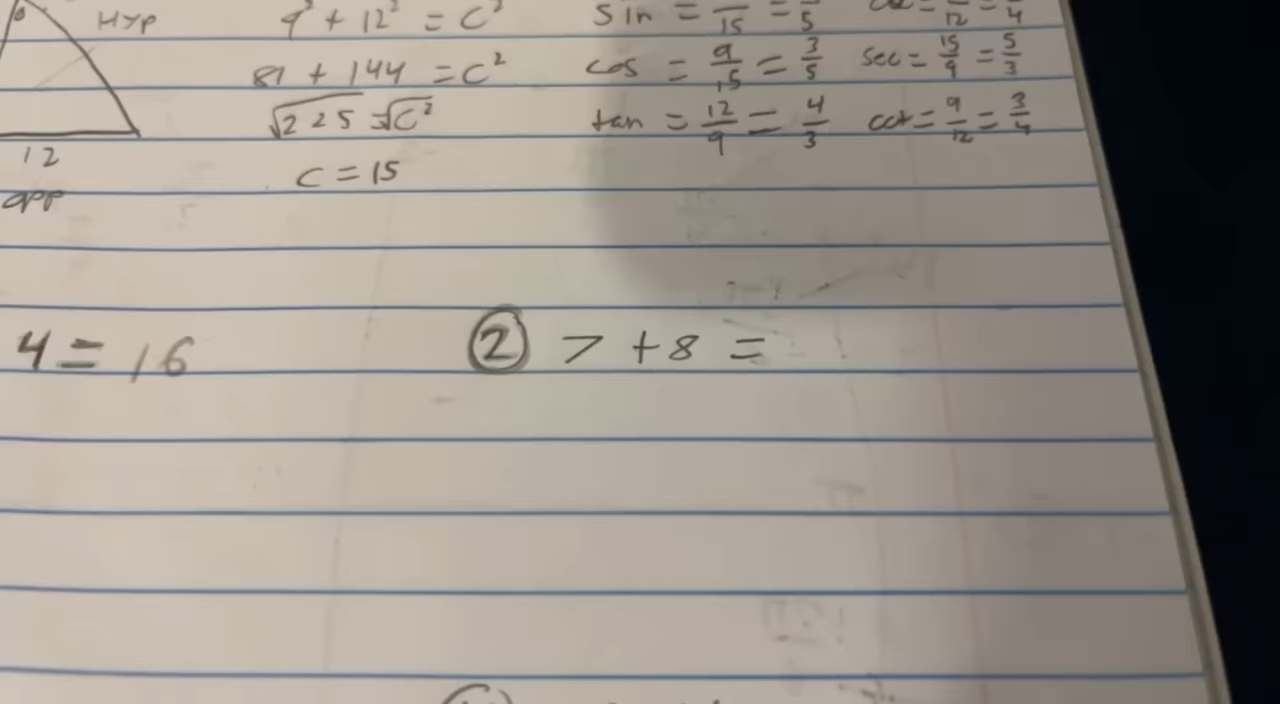 θ HYP 9² + 12² = C² sin = /15 = /5 /12 = /4
81 + 144 = C² cos = 9/15 = 3/5 sec = 15/9 = 5/3
√225 = √C² tan = 12/9 = 4/3 cot = 9/12 = 3/4
12 C = 15
opp
4 = 16 ② 7 + 8 =